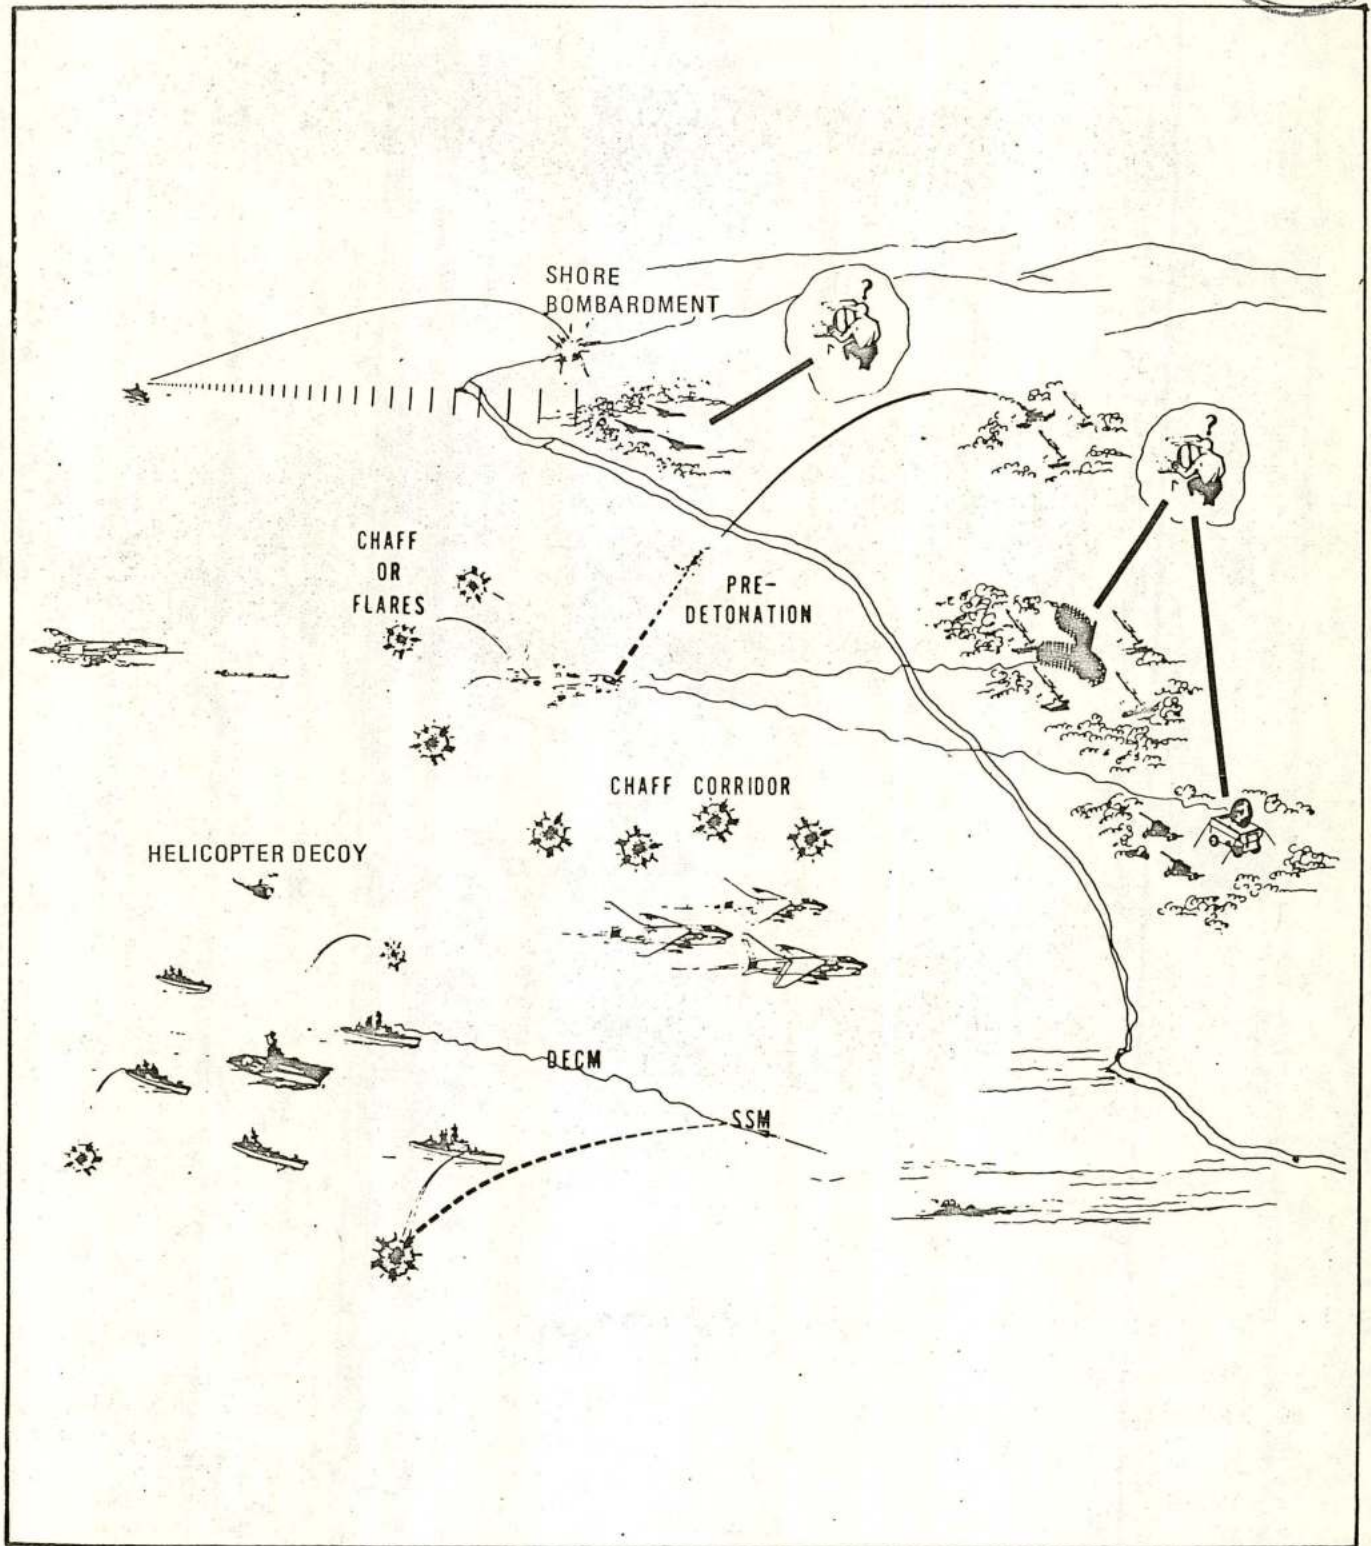 SHORE
BOMBARDMENT
?
?
CHAFF
OR
FLARES
PRE-
DETONATION
CHAFF CORRIDOR
HELICOPTER DECOY
DECM
SSM